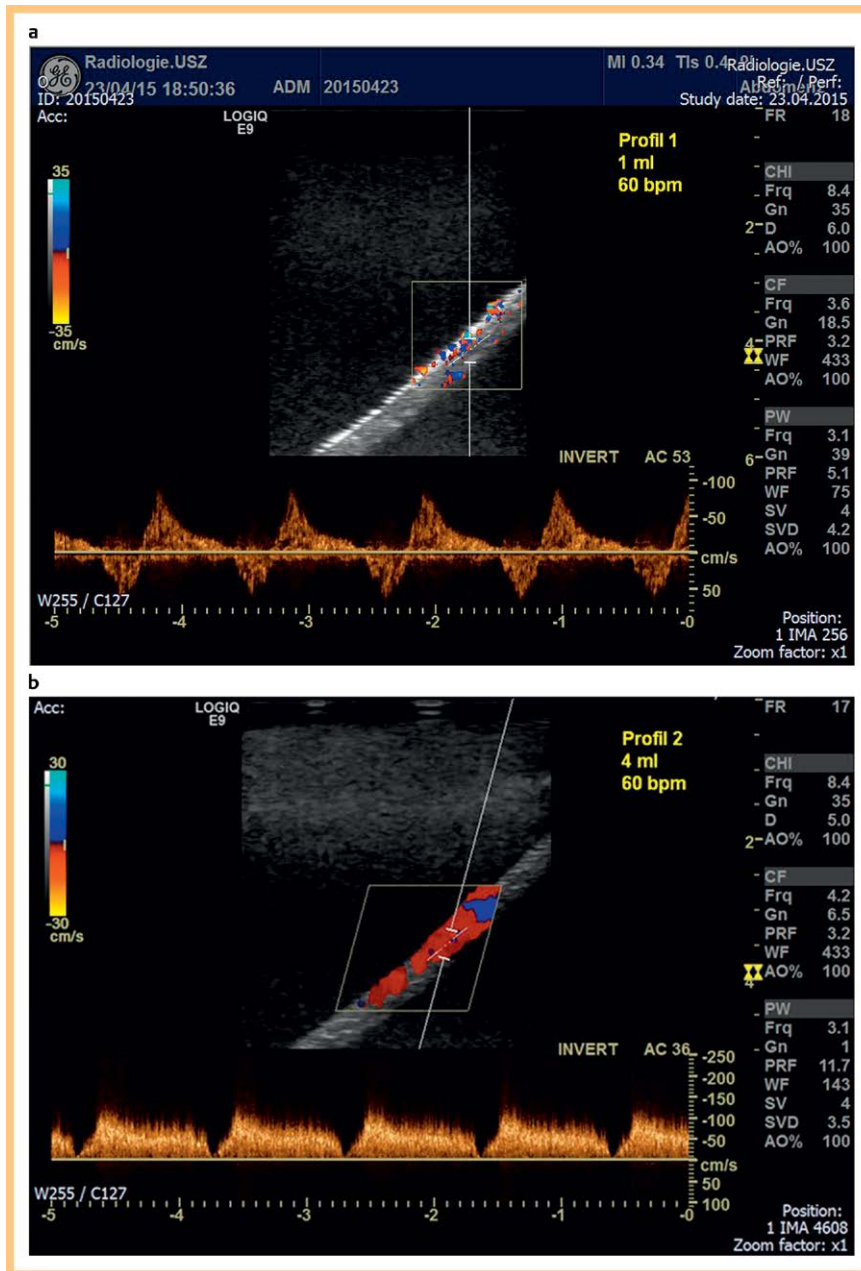 a
GE
Radiologie.USZ
23/04/15 18:50:36 ADM 20150423
MI 0.34 TIs 0.4
Radiologie.USZ
Ref: / Perf:
ID: 20150423
Study date: 23.04.2015
Acc:
LOGIQ
E9
Profil 1
1 ml
60 bpm
35
-35
cm/s
FR 18
CHI
Frq 8.4
Gn 35
D 6.0
AO% 100
CF
Frq 3.6
Gn 18.5
PRF 3.2
WF 433
AO% 100
PW
Frq 3.1
Gn 39
PRF 5.1
WF 75
SV 4
SVD 4.2
AO% 100
2
4
6
INVERT AC 53
-100
-50
cm/s
50
W255 / C127
-5 -4 -3 -2 -1 -0
Position:
1 IMA 256
Zoom factor: x1
b
Acc:
LOGIQ
E9
Profil 2
4 ml
60 bpm
30
-30
cm/s
FR 17
CHI
Frq 8.4
Gn 35
D 5.0
AO% 100
CF
Frq 4.2
Gn 6.5
PRF 3.2
WF 433
AO% 100
PW
Frq 3.1
Gn 1
PRF 11.7
WF 143
SV 4
SVD 3.5
AO% 100
2
4
INVERT AC 36
-250
-200
-150
-100
-50
cm/s
50
100
W255 / C127
-5 -4 -3 -2 -1 -0
Position:
1 IMA 4608
Zoom factor: x1